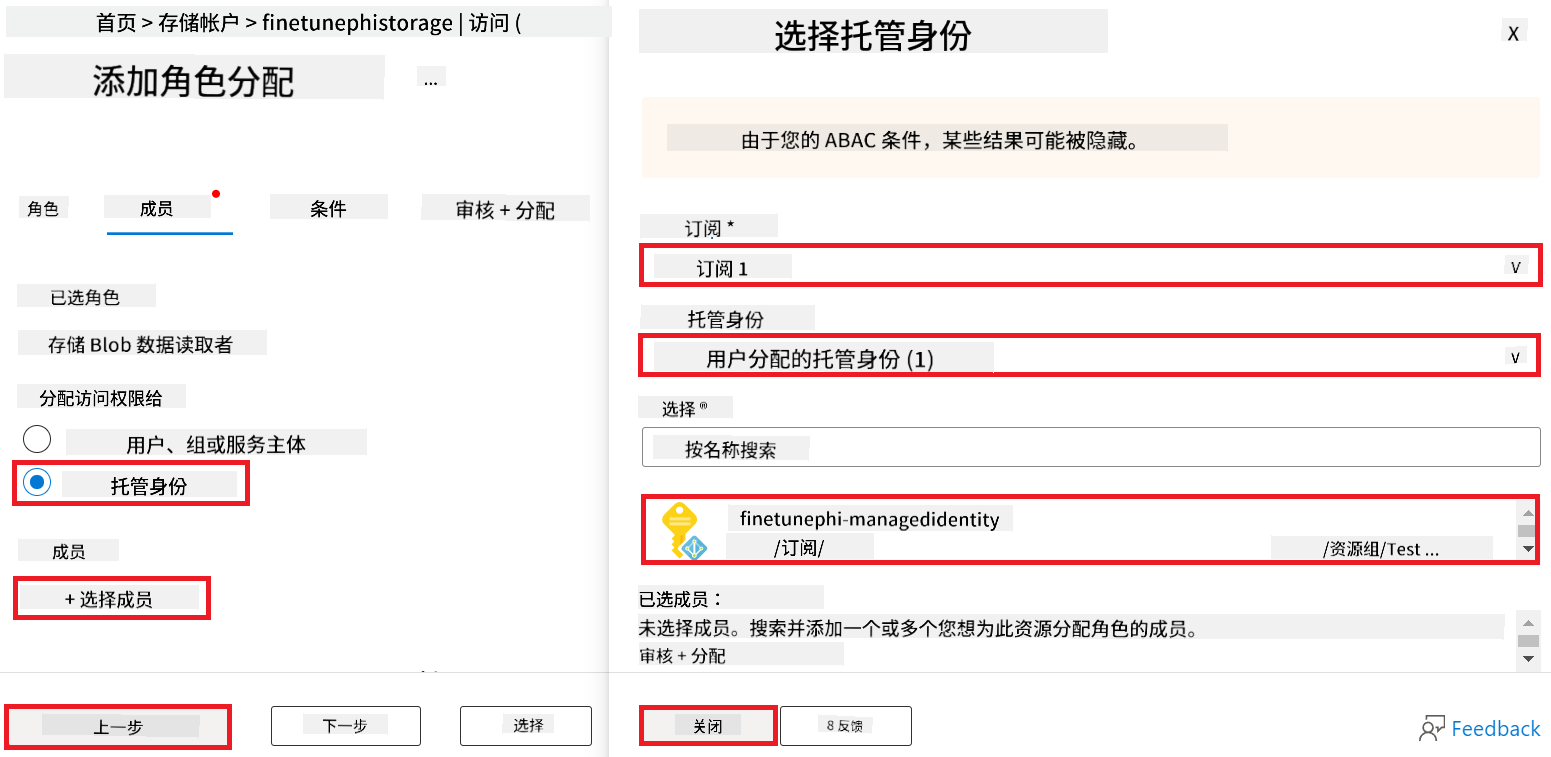 首页 > 存储帐户 > finetunephistorage | 访问 (
添加角色分配
...
角色
成员
条件
审核 + 分配
已选角色
存储 Blob 数据读取者
分配访问权限给
用户、组或服务主体
托管身份
成员
+ 选择成员
上一步
下一步
选择
选择托管身份
X
由于您的 ABAC 条件，某些结果可能被隐藏。
订阅 *
订阅 1
v
托管身份
用户分配的托管身份 (1)
v
选择 ®
按名称搜索
finetunephi-managedidentity
/订阅/
/资源组/Test ...
已选成员：
未选择成员。搜索并添加一个或多个您想为此资源分配角色的成员。
审核 + 分配
关闭
8 反馈
Feedback